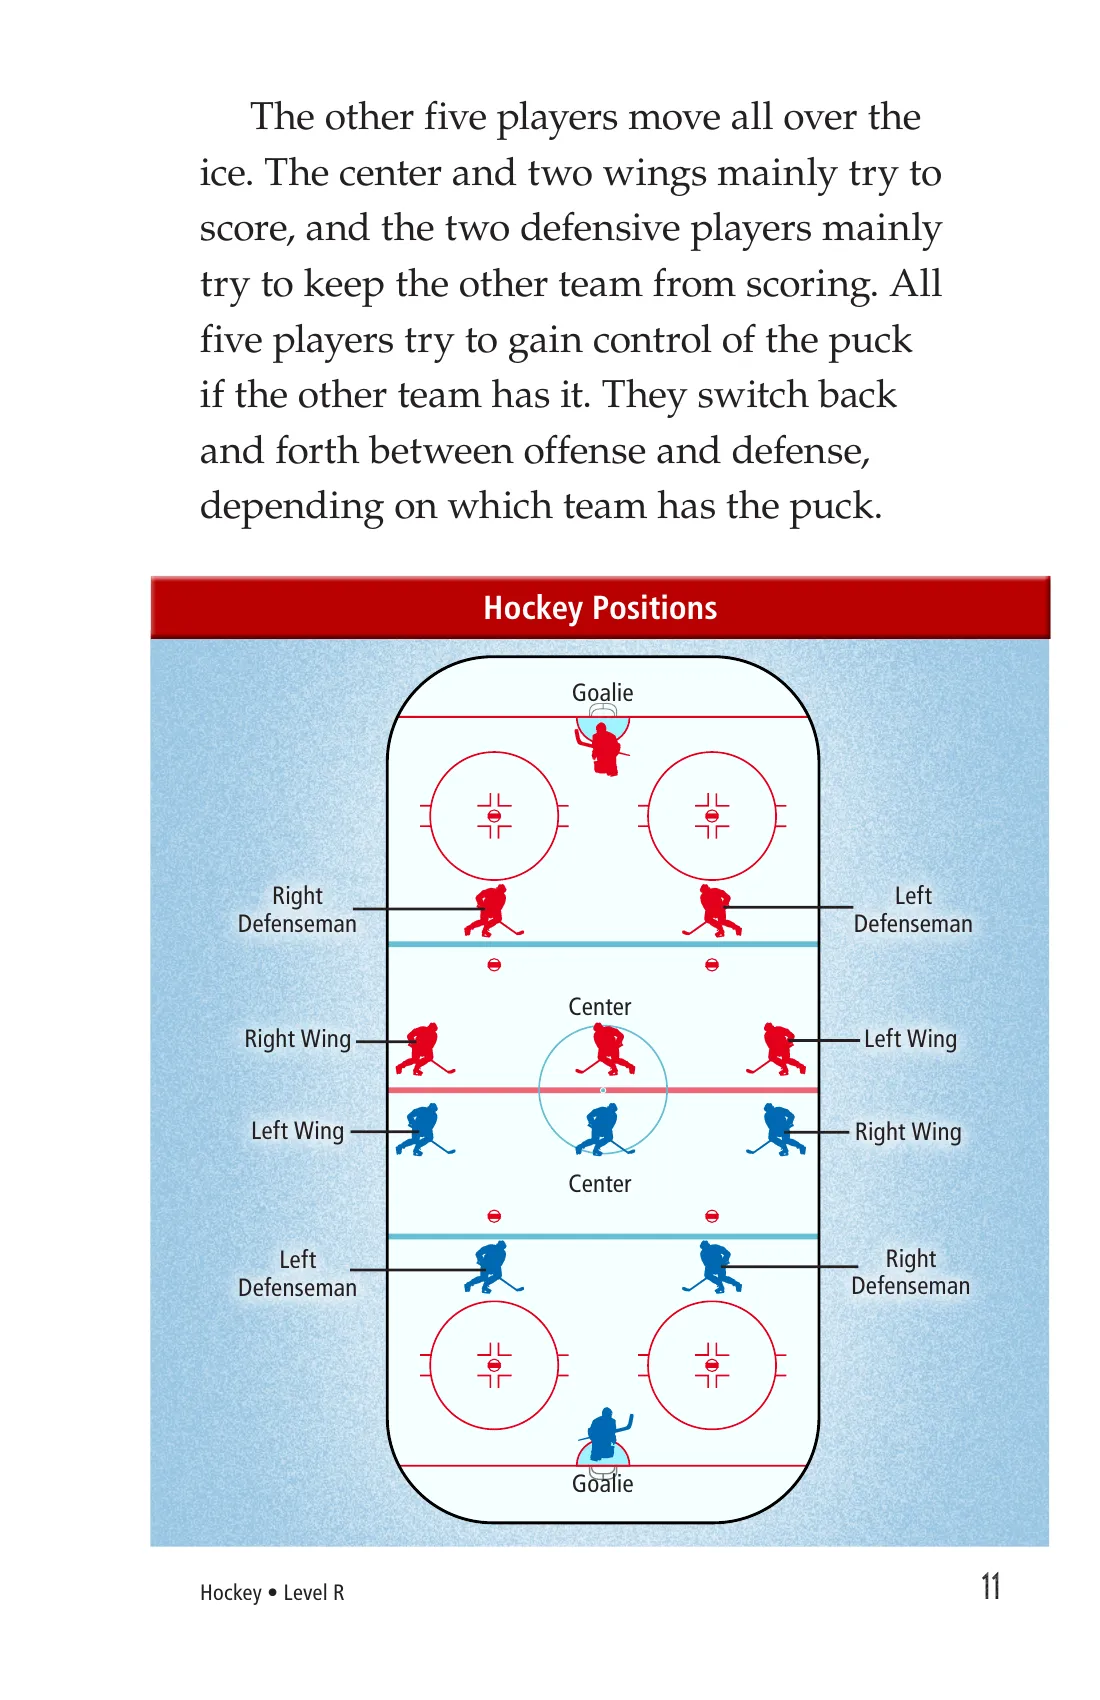 The other five players move all over the
ice. The center and two wings mainly try to
score, and the two defensive players mainly
try to keep the other team from scoring. All
five players try to gain control of the puck
if the other team has it. They switch back
and forth between offense and defense,
depending on which team has the puck.
Hockey Positions
Goalie
Right
Defenseman
Left
Defenseman
Center
Right Wing
Left Wing
Left Wing
Right Wing
Center
Left
Defenseman
Right
Defenseman
Goalie
Hockey • Level R
11